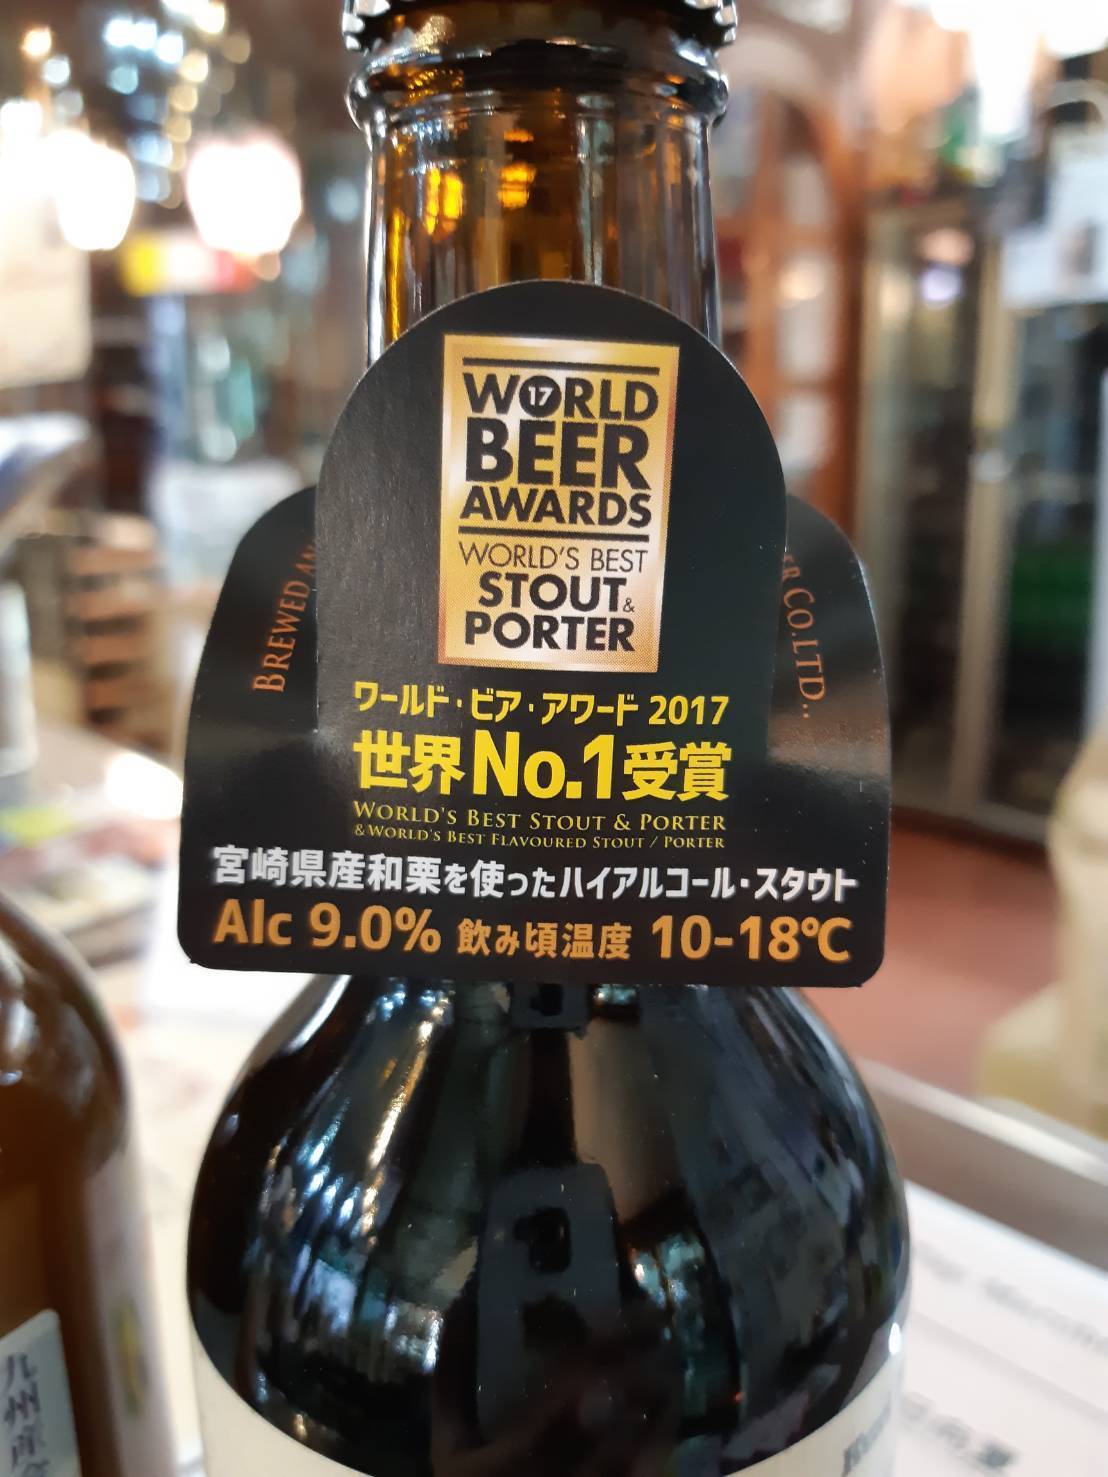 17
WORLD
BEER
AWARDS
WORLD'S BEST
STOUT &
PORTER
ワールド・ビア・アワード 2017
世界No.1受賞
WORLD'S BEST STOUT & PORTER
& WORLD'S BEST FLAVOURED STOUT / PORTER
宮崎県産和栗を使ったハイアルコール・スタウト
Alc 9.0% 飲み頃温度 10-18℃
BREWED AN
CO.LTD..
九州産